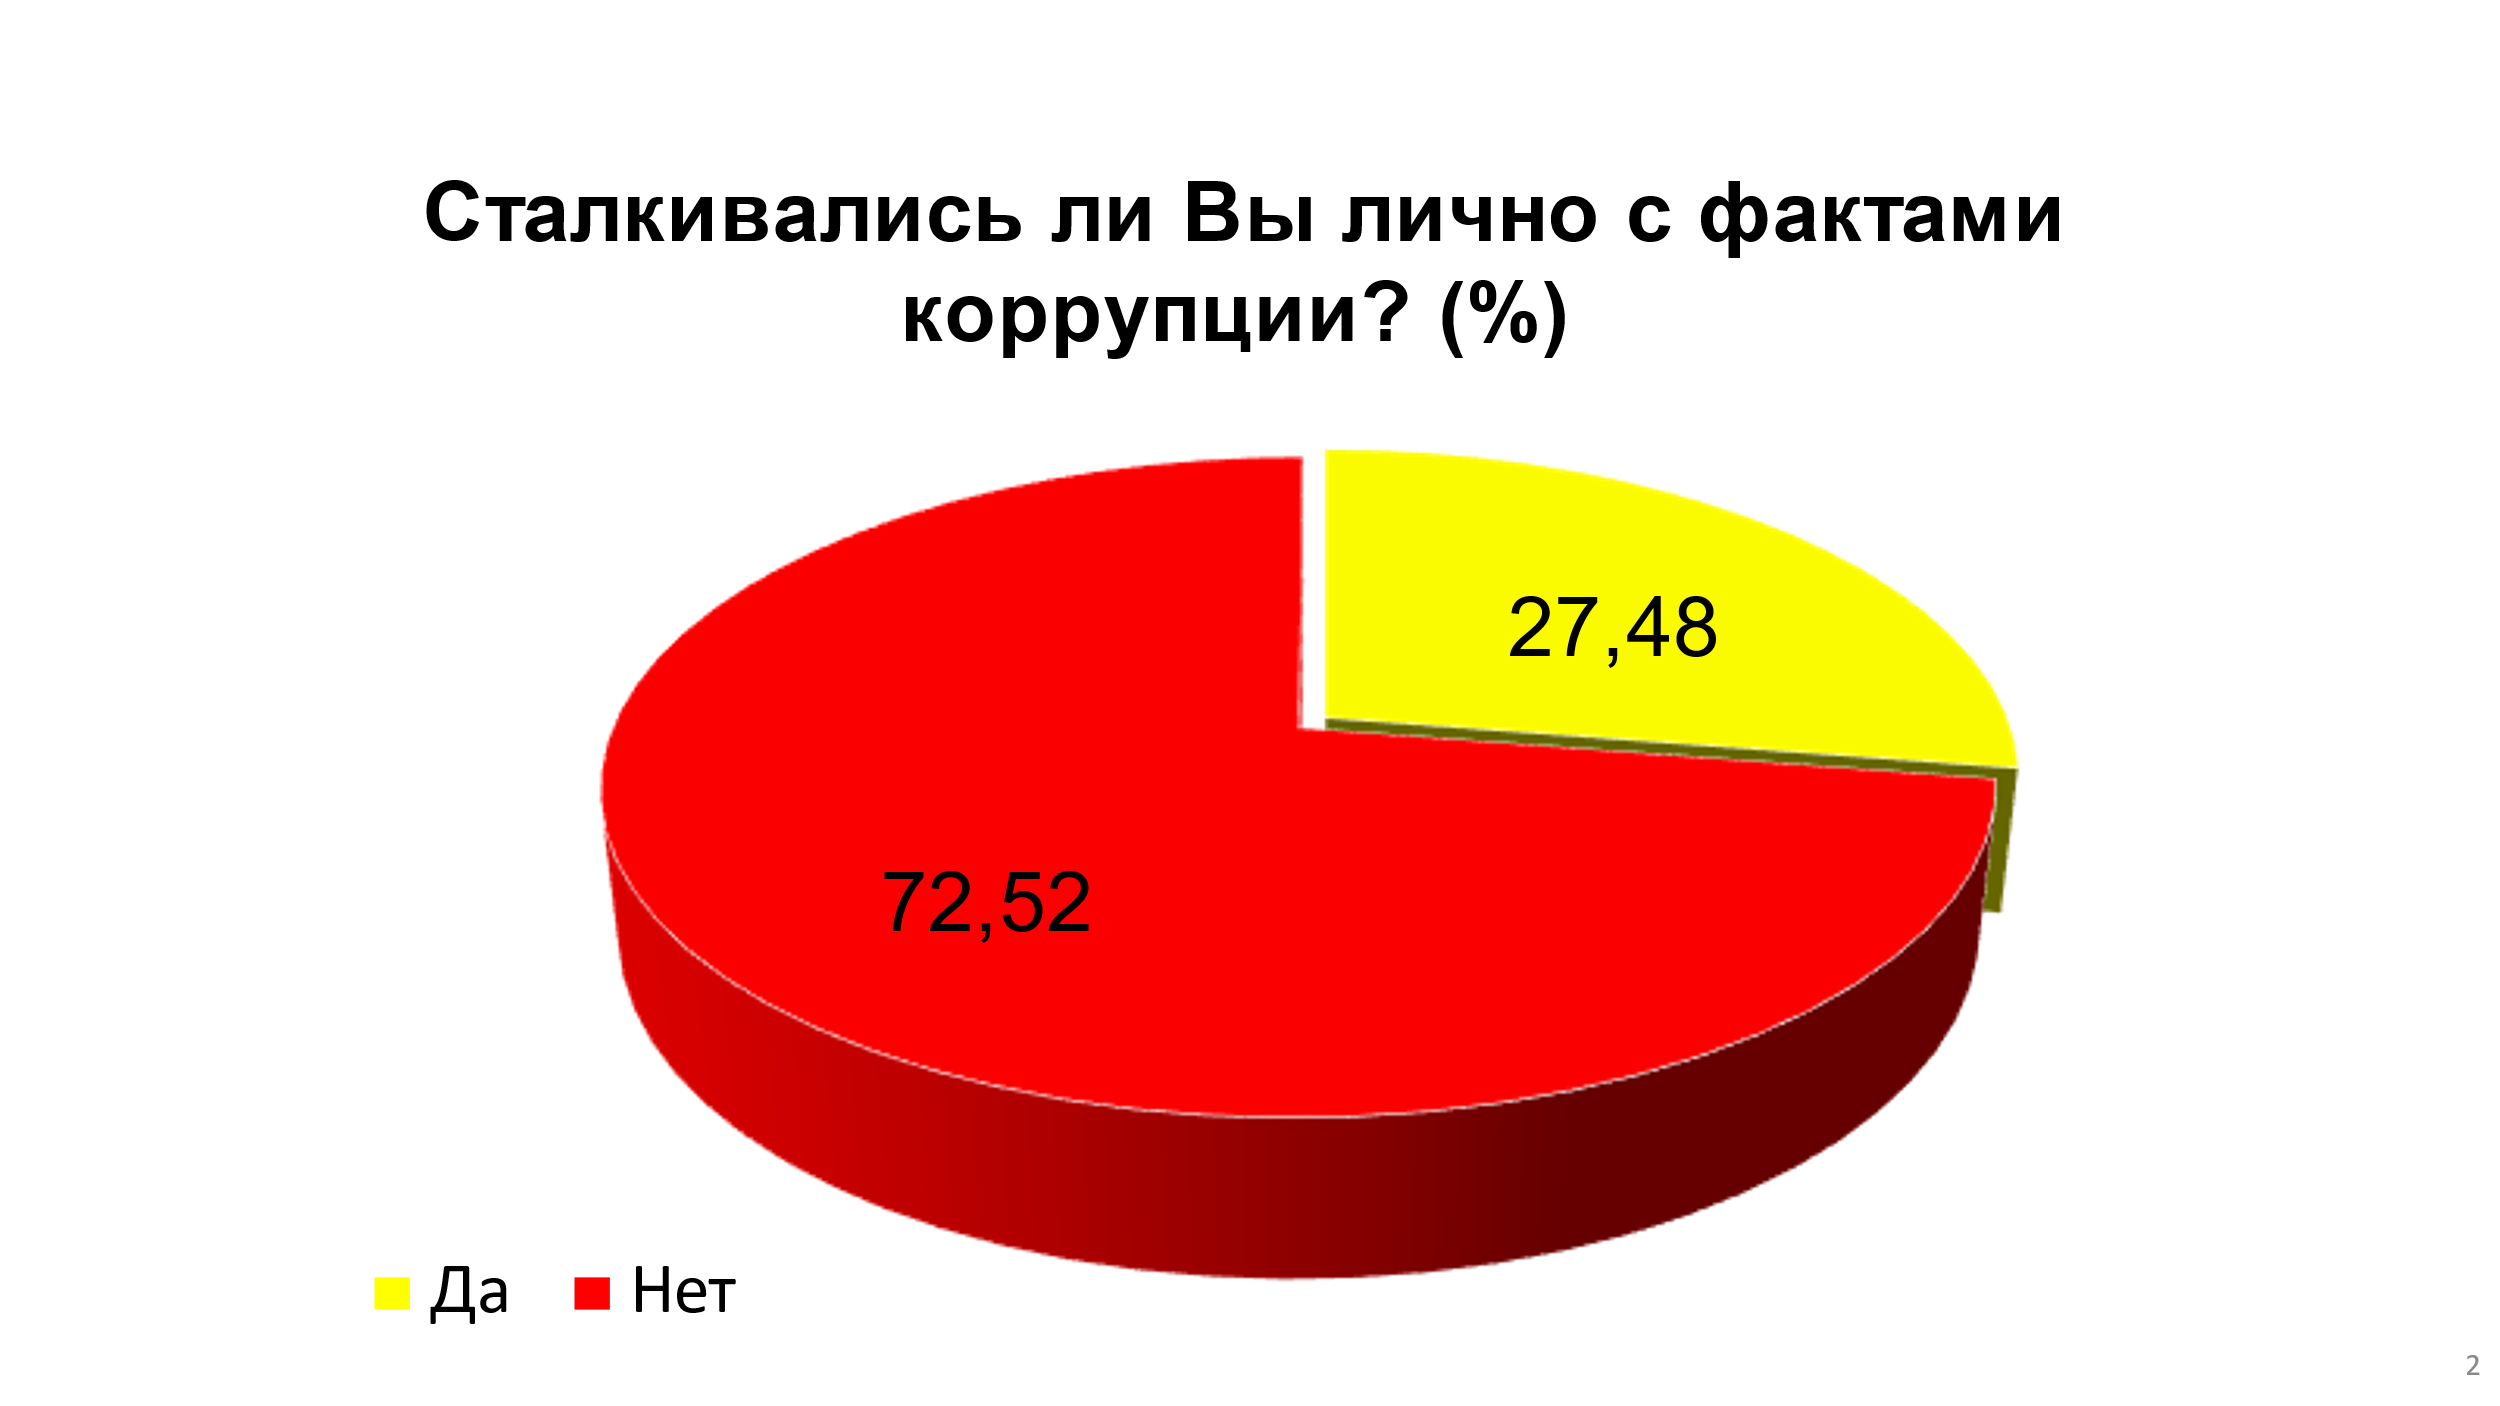 Сталкивались ли Вы лично с фактами
коррупции? (%)
27,48
72,52
Да
Нет
2